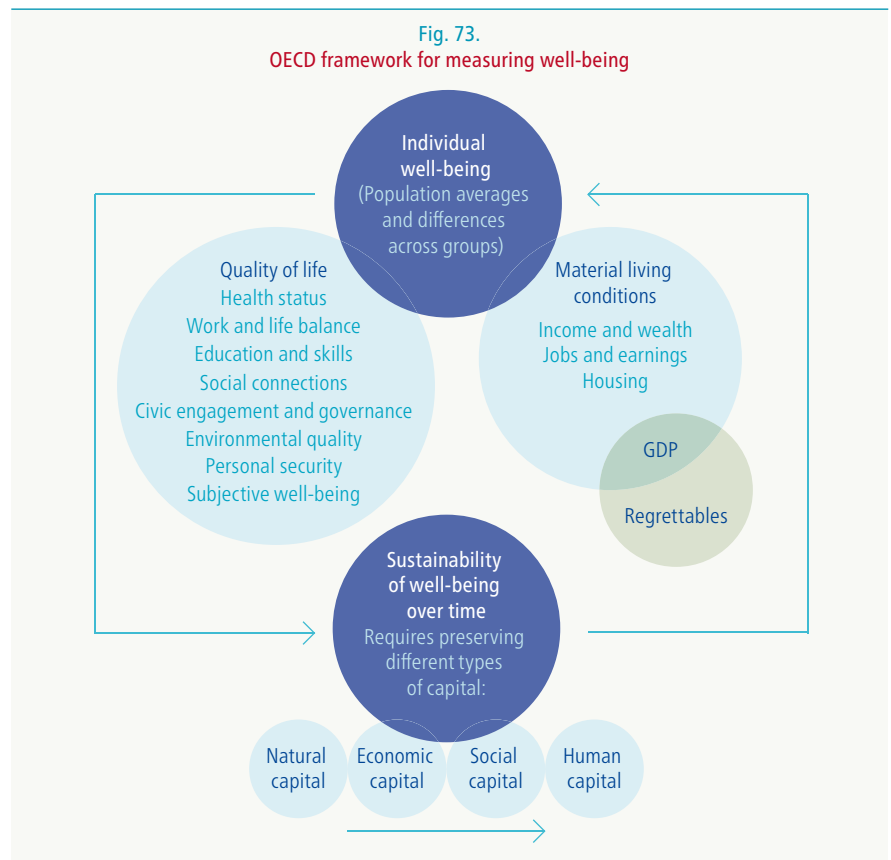 Fig. 73.
OECD framework for measuring well-being
Individual
well-being
(Population averages
and differences
across groups)
Quality of life
Health status
Work and life balance
Education and skills
Social connections
Civic engagement and governance
Environmental quality
Personal security
Subjective well-being
Material living
conditions
Income and wealth
Jobs and earnings
Housing
GDP
Regrettables
Sustainability
of well-being
over time
Requires preserving
different types
of capital:
Natural
capital
Economic
capital
Social
capital
Human
capital